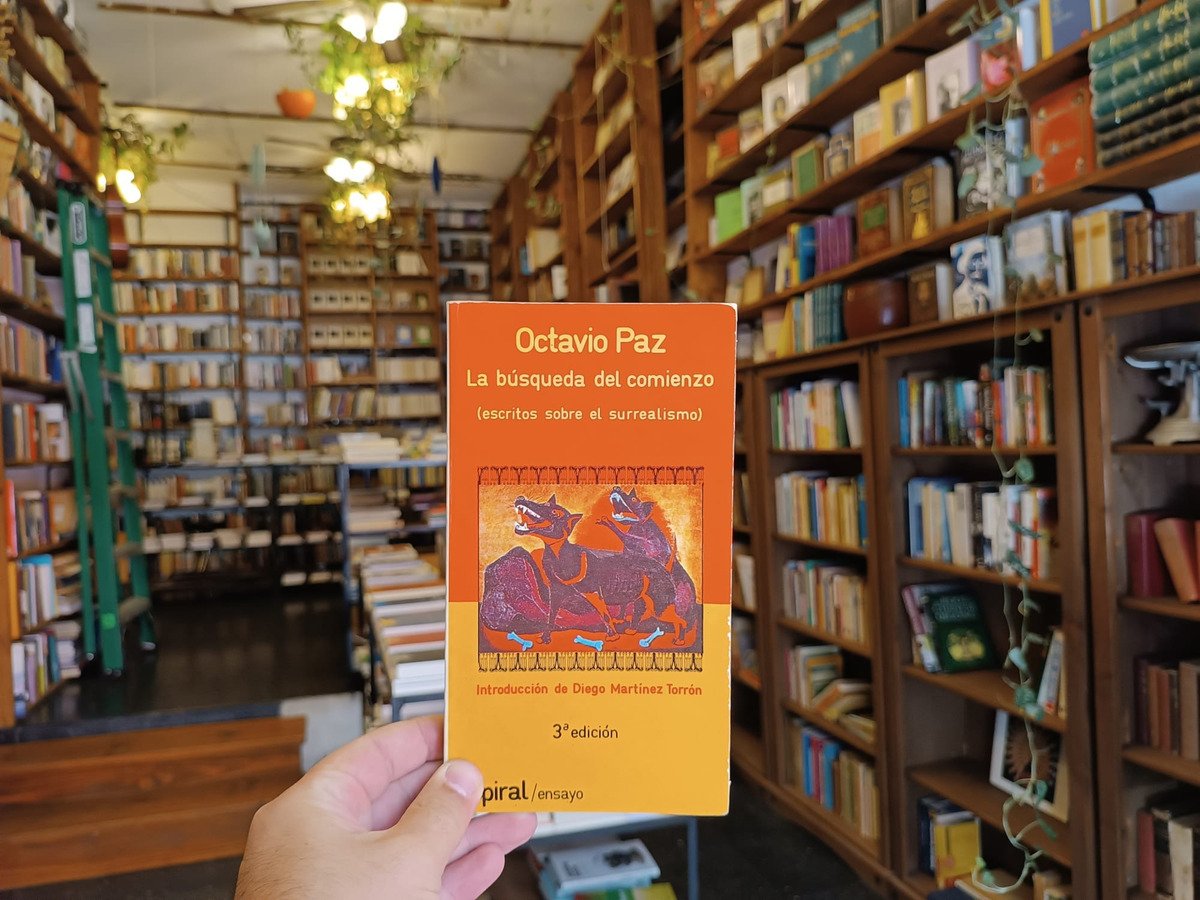 Octavio Paz
La búsqueda del comienzo
(escritos sobre el surrealismo)
Introducción de Diego Martínez Torrón
3ª edición
piral/ensayo